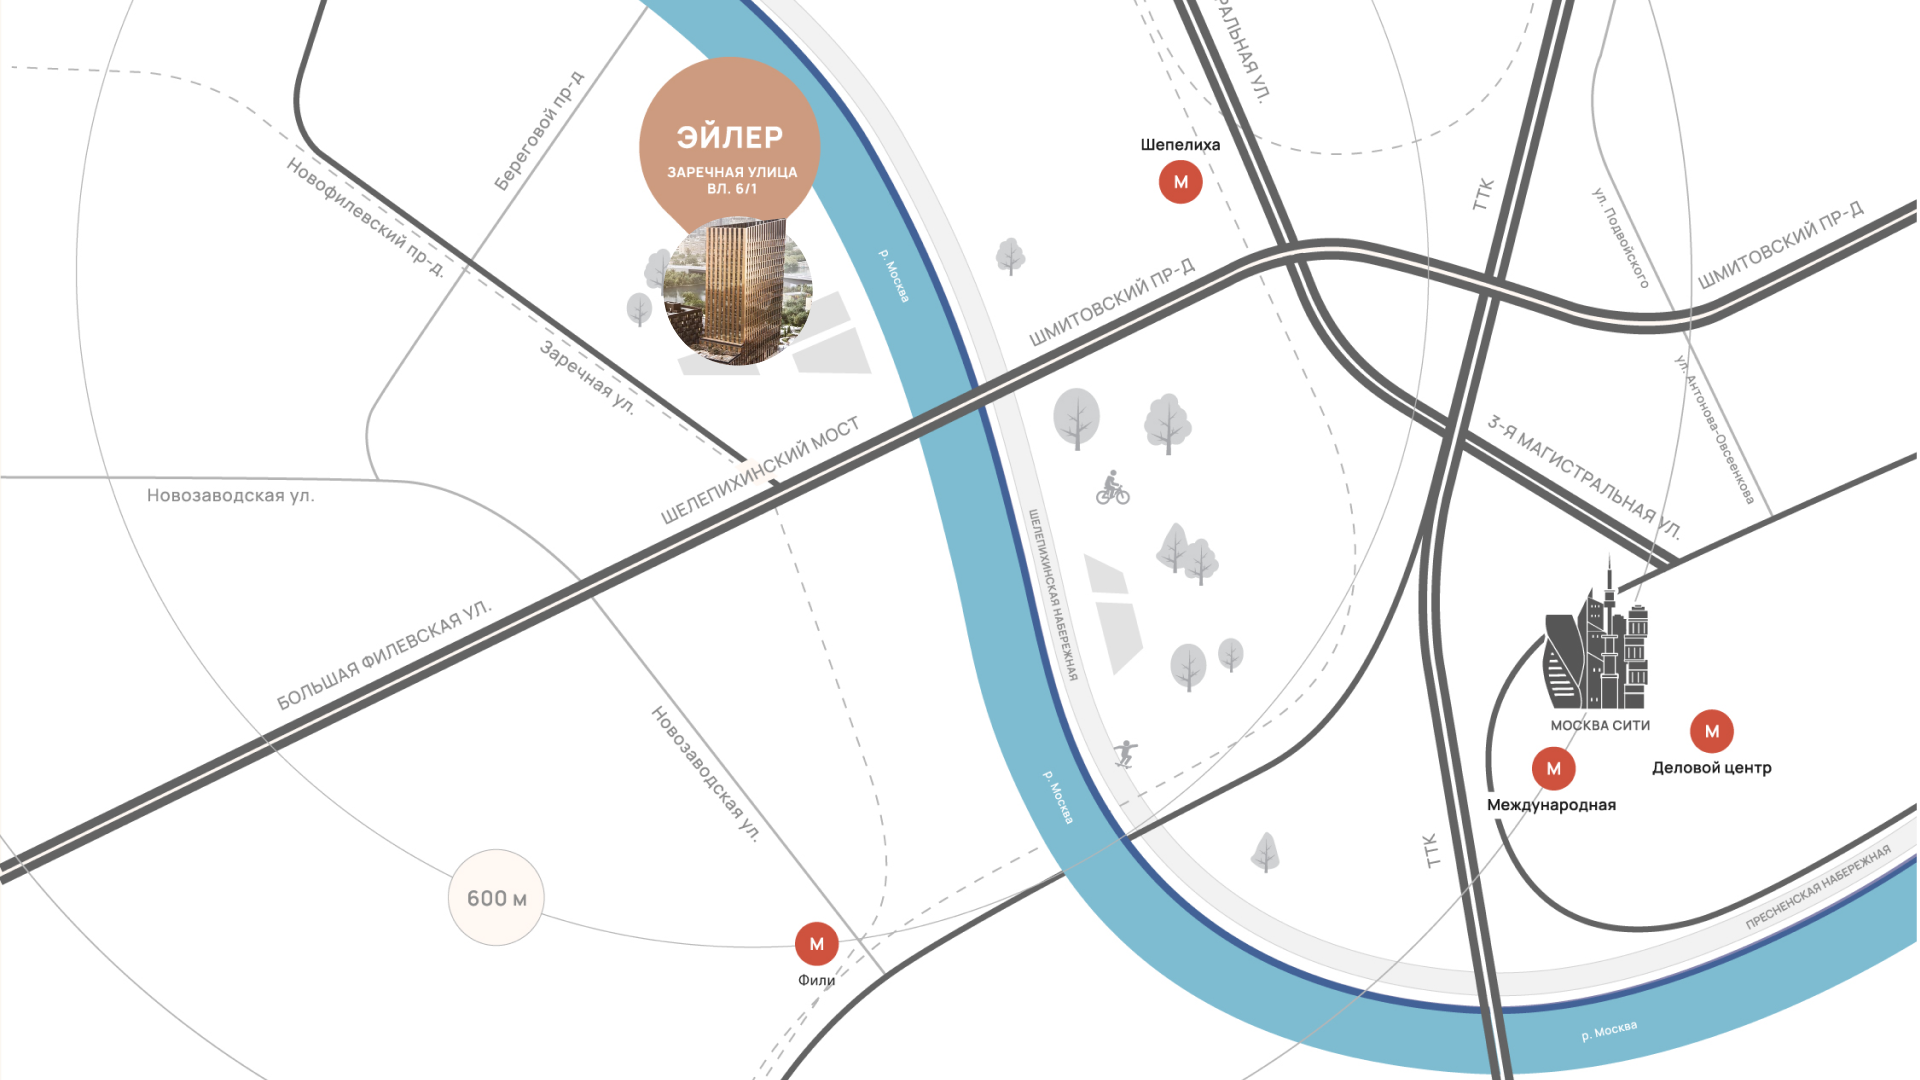 РАЛЬНАЯ УЛ.
Береговой пр-д
ЭЙЛЕР
ЗАРЕЧНАЯ УЛИЦА
ВЛ. 6/1
Шепелиха
М
Новофилевский пр-д.
ТТК
ул. Подвойского
ШМИТОВСКИЙ ПР-Д
р. Москва
ШМИТОВСКИЙ ПР-Д
Заречная ул.
ул. Антонова-Овсеенкова
3-Я МАГИСТРАЛЬНАЯ УЛ.
ШЕЛЕПИХИНСКИЙ МОСТ
Новозаводская ул.
ШЕЛЕПИХИНСКАЯ НАБЕРЕЖНАЯ
БОЛЬШАЯ ФИЛЕВСКАЯ УЛ.
МОСКВА СИТИ
М
Деловой центр
М
Международная
Новозаводская ул.
р. Москва
ТТК
600 м
ПРЕСНЕНСКАЯ НАБЕРЕЖНАЯ
М
Фили
р. Москва